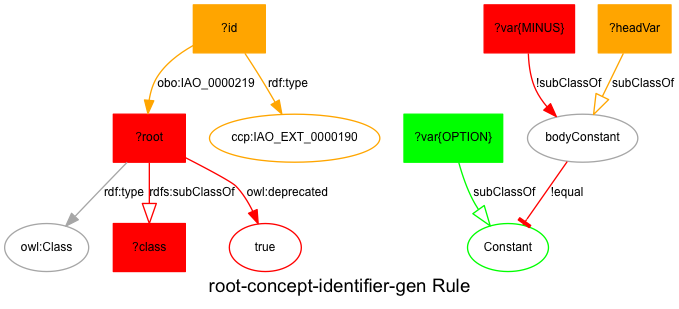 ?id
?var{MINUS}
?headVar
obo:IAO_0000219
rdf:type
!subClassOf
subClassOf
?root
ccp:IAO_EXT_0000190
?var{OPTION}
bodyConstant
rdf:type
rdfs:subClassOf
owl:deprecated
subClassOf
!equal
owl:Class
?class
true
Constant
root-concept-identifier-gen Rule